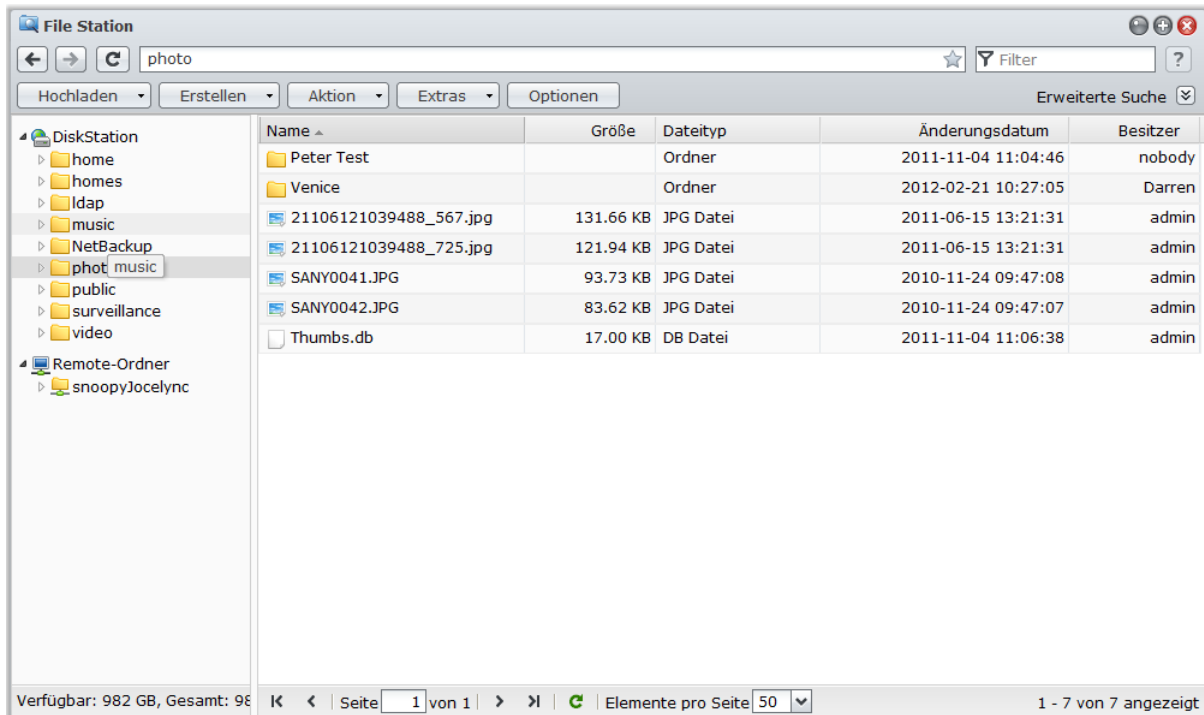 File Station
photo
Filter
?
Hochladen Erstellen Aktion Extras Optionen Erweiterte Suche
DiskStation
home
homes
ldap
music
NetBackup
phot
music
public
surveillance
video
Remote-Ordner
snoopyJocelync
Name Größe Dateityp Änderungsdatum Besitzer
Peter Test Ordner 2011-11-04 11:04:46 nobody
Venice Ordner 2012-02-21 10:27:05 Darren
21106121039488_567.jpg 131.66 KB JPG Datei 2011-06-15 13:21:31 admin
21106121039488_725.jpg 121.94 KB JPG Datei 2011-06-15 13:21:31 admin
SANY0041.JPG 93.73 KB JPG Datei 2010-11-24 09:47:08 admin
SANY0042.JPG 83.62 KB JPG Datei 2010-11-24 09:47:07 admin
Thumbs.db 17.00 KB DB Datei 2011-11-04 11:06:38 admin
Verfügbar: 982 GB, Gesamt: 98
Seite 1 von 1 Elemente pro Seite 50 1 - 7 von 7 angezeigt